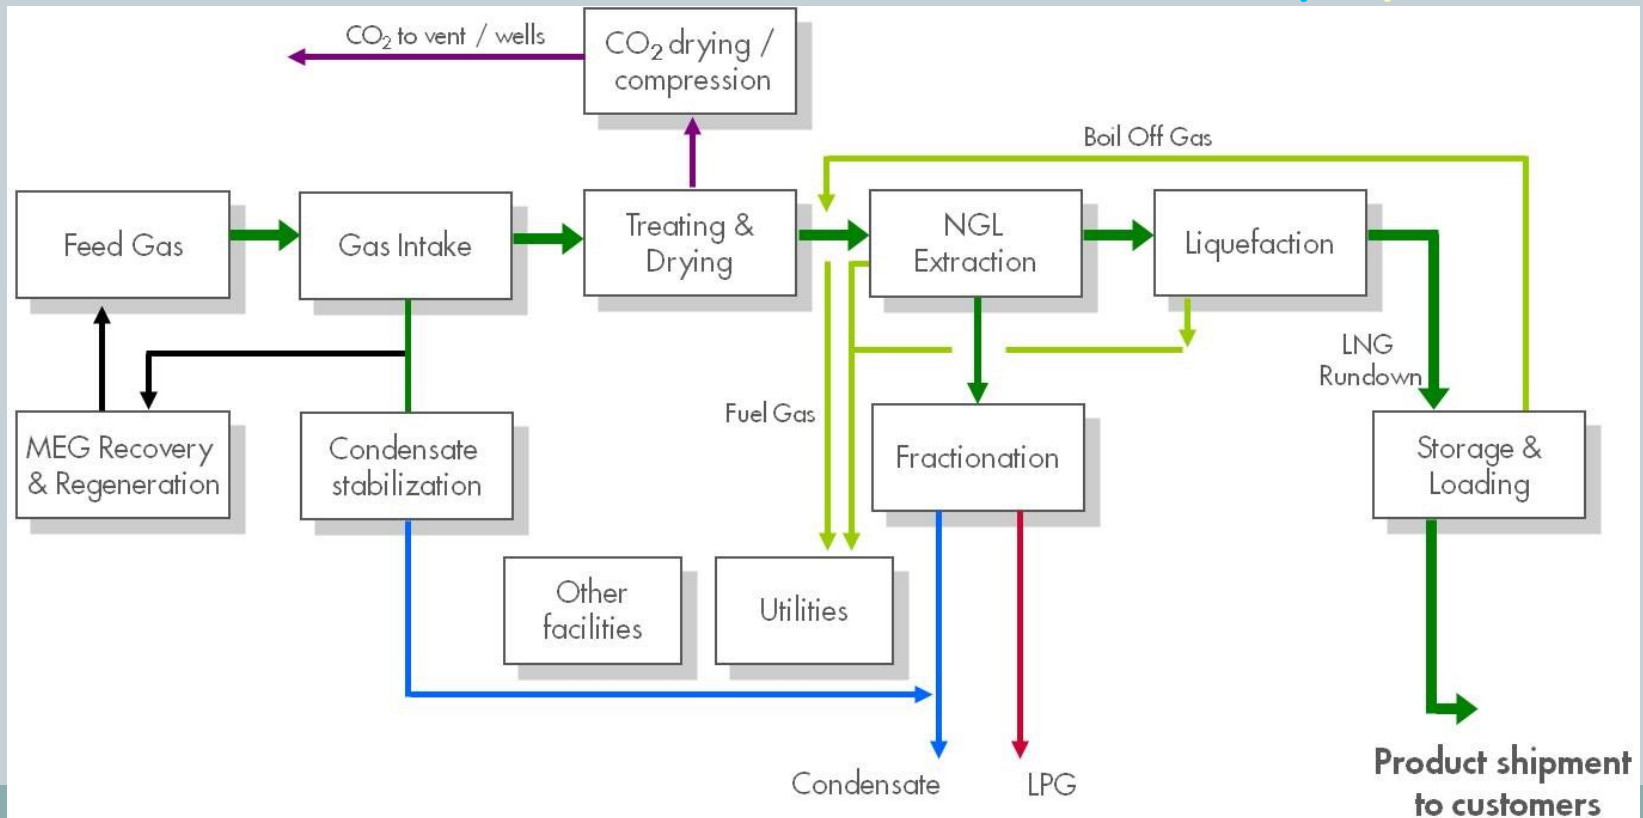 CO₂ to vent / wells
CO₂ drying /
compression
Boil Off Gas
Feed Gas
Gas Intake
Treating &
Drying
NGL
Extraction
Liquefaction
LNG
Rundown
Fuel Gas
MEG Recovery
& Regeneration
Condensate
stabilization
Fractionation
Storage &
Loading
Other
facilities
Utilities
Condensate
LPG
Product shipment
to customers